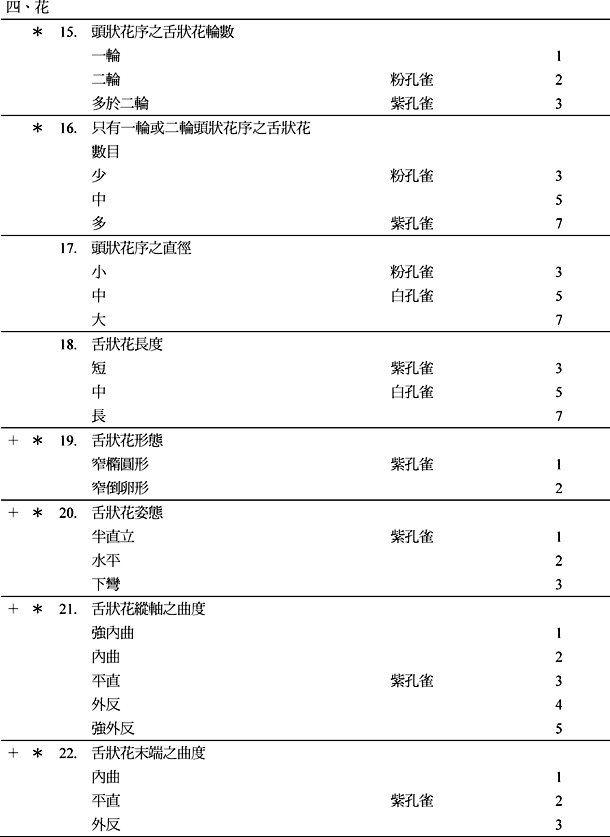 四、花
＊ 15. 頭狀花序之舌狀花輪數
一輪 1
二輪 粉孔雀 2
多於二輪 紫孔雀 3
＊ 16. 只有一輪或二輪頭狀花序之舌狀花
數目
少 粉孔雀 3
中 5
多 紫孔雀 7
17. 頭狀花序之直徑
小 粉孔雀 3
中 白孔雀 5
大 7
18. 舌狀花長度
短 紫孔雀 3
中 白孔雀 5
長 7
＋ ＊ 19. 舌狀花形態
窄橢圓形 紫孔雀 1
窄倒卵形 2
＋ ＊ 20. 舌狀花姿態
半直立 紫孔雀 1
水平 2
下彎 3
＋ ＊ 21. 舌狀花縱軸之曲度
強內曲 1
內曲 2
平直 紫孔雀 3
外反 4
強外反 5
＋ ＊ 22. 舌狀花末端之曲度
內曲 1
平直 紫孔雀 2
外反 3